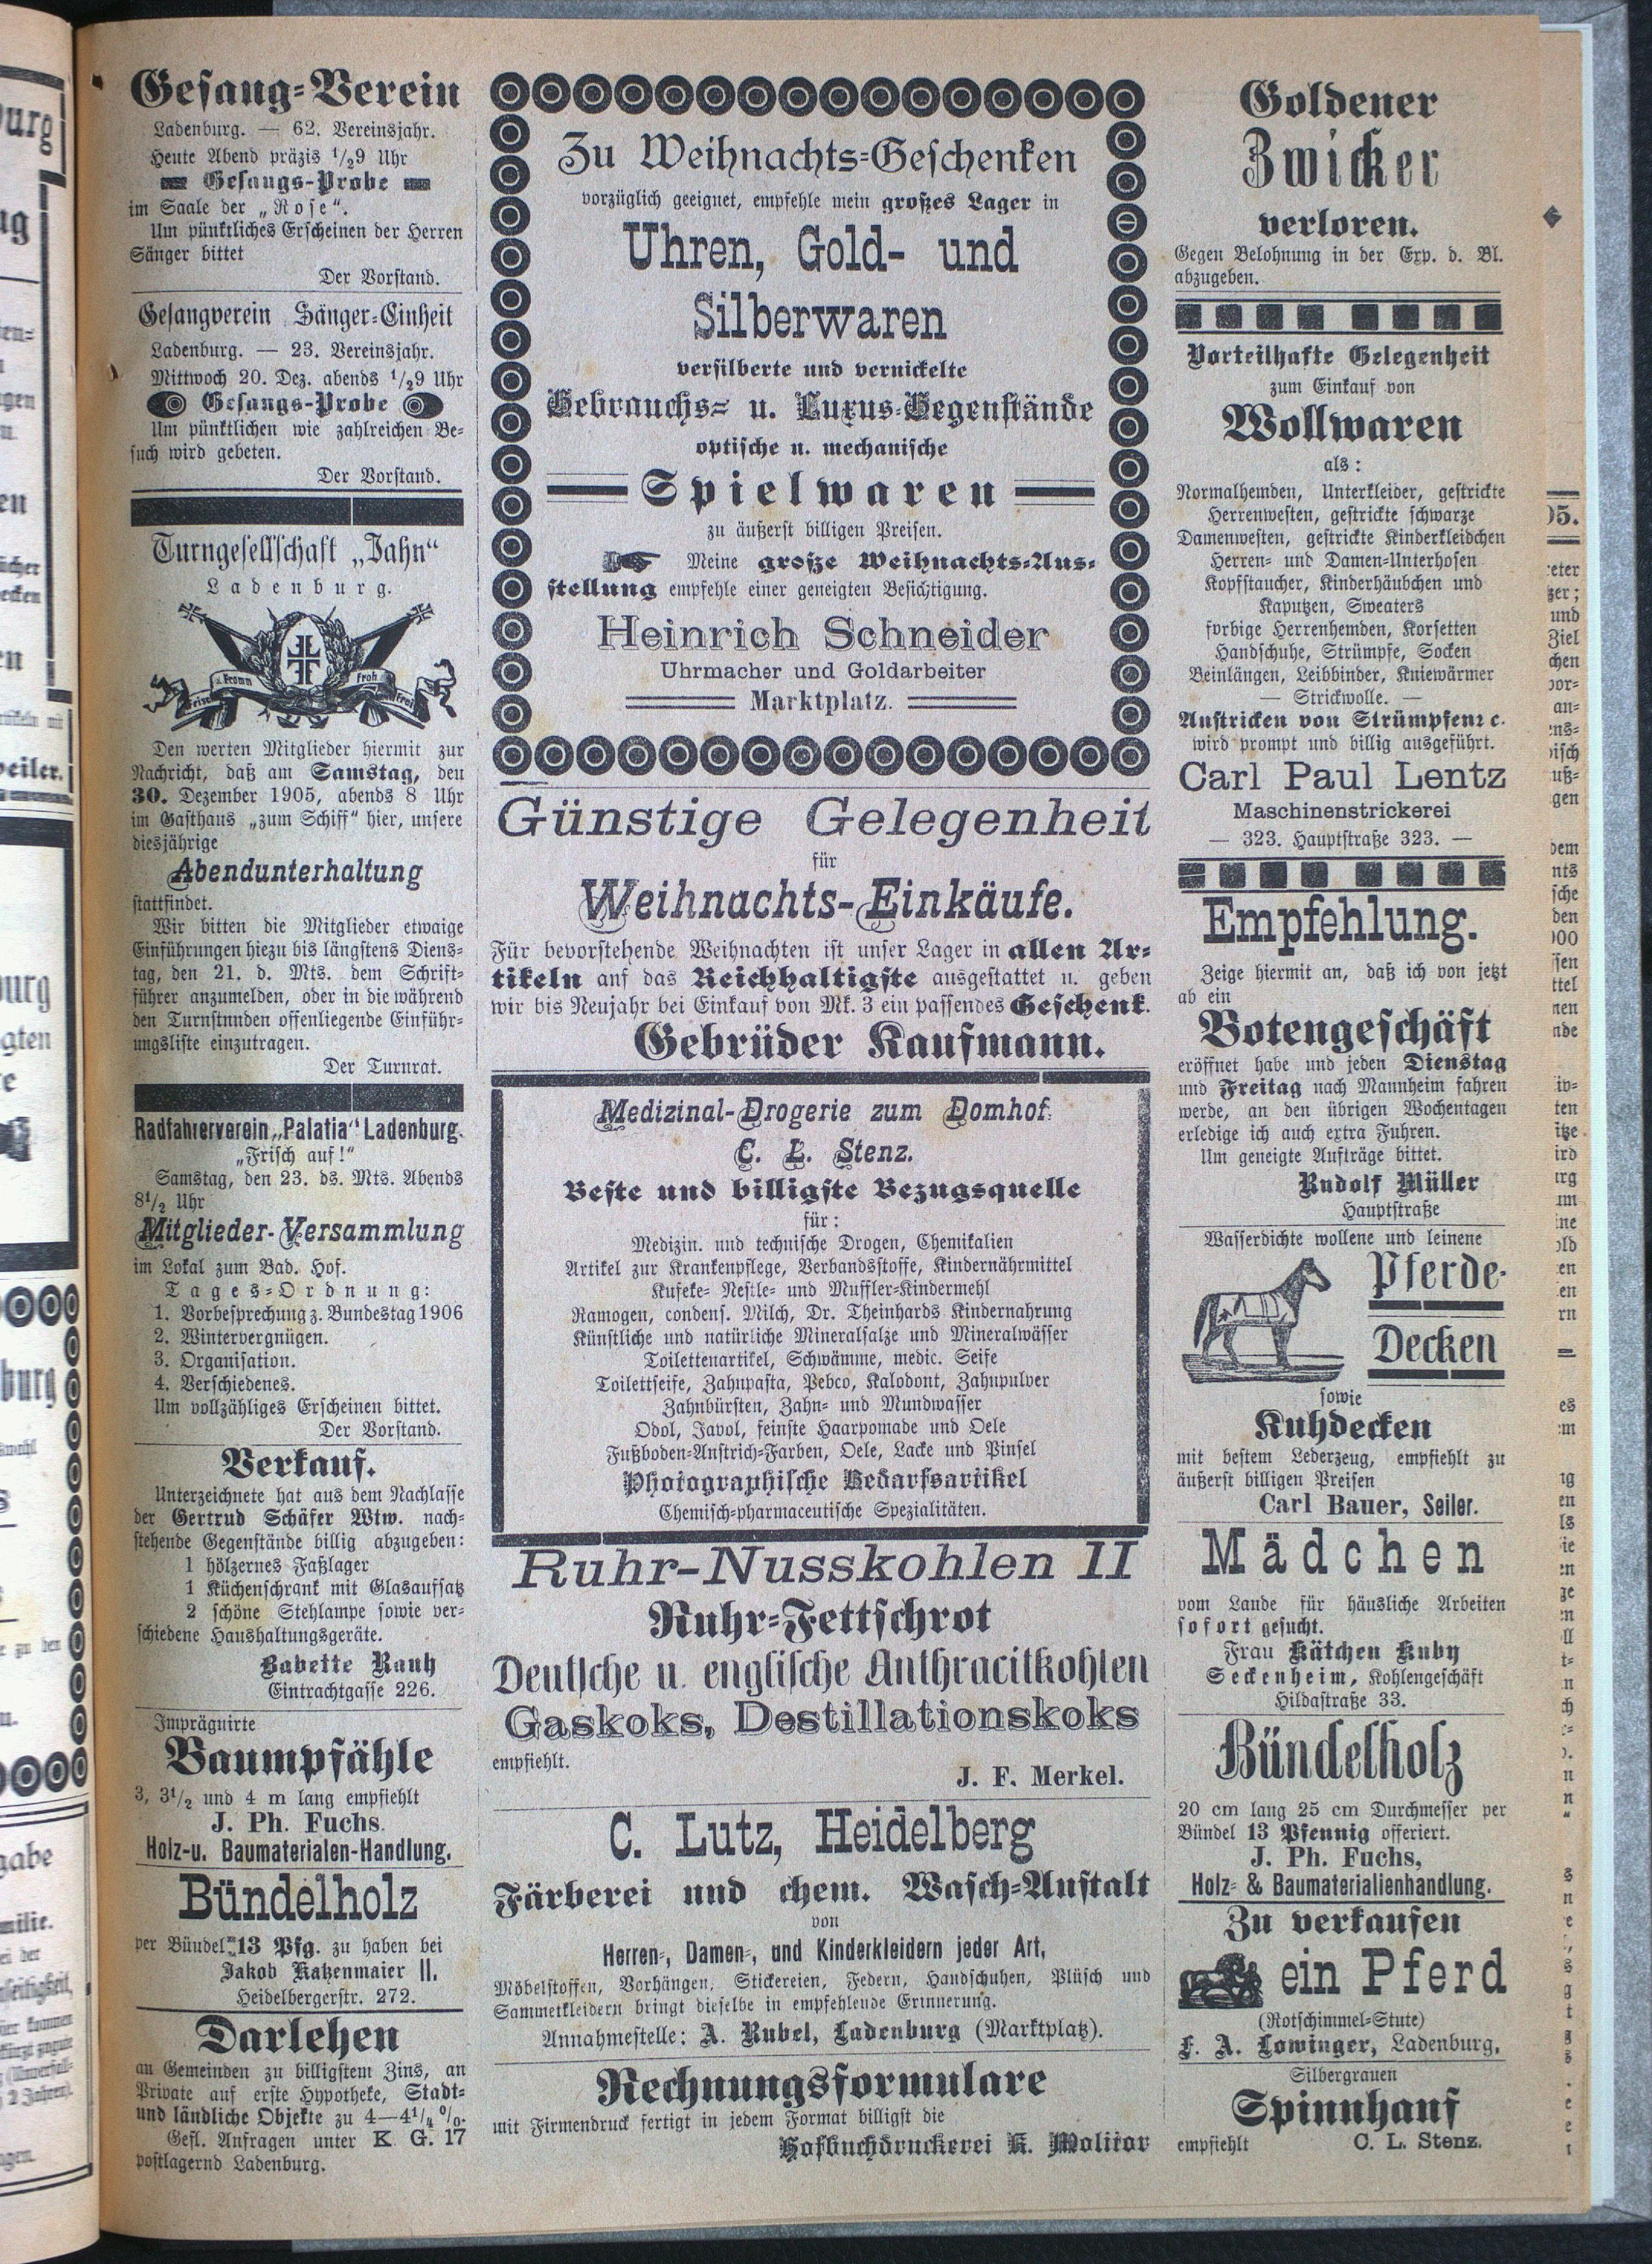 Gesang-Verein
Ladenburg. — 62. Vereinsjahr.
Heute Abend präzis 1/29 Uhr
Gesangs-Probe
im Saale der „Rose".
Um pünktliches Erscheinen der Herren
Sänger bittet
Der Vorstand.
Gesangverein Sänger-Einheit
Ladenburg. — 23. Vereinsjahr.
Mittwoch 20. Dez. abends 1/29 Uhr
Gesangs-Probe
Um pünktlichen wie zahlreichen Be-
such wird gebeten.
Der Vorstand.
Turngesellschaft „Jahn"
Ladenburg.
Frisch Fromm Froh Frei
Den werten Mitglieder hiermit zur
Nachricht, daß am Samstag, den
30. Dezember 1905, abends 8 Uhr
im Gasthaus „zum Schiff" hier, unsere
diesjährige
Abendunterhaltung
stattfindet.
Wir bitten die Mitglieder etwaige
Einführungen hiezu bis längstens Diens-
tag, den 21. d. Mts. dem Schrift-
führer anzumelden, oder in die während
den Turnstnnden offenliegende Einführ-
ungsliste einzutragen.
Der Turnrat.
Radfahrerverein „Palatia" Ladenburg.
„Frisch auf!"
Samstag, den 23. ds. Mts. Abends
81/2 Uhr
Mitglieder-Versammlung
im Lokal zum Bad. Hof.
Tages-Ordnung:
1. Vorbesprechung z. Bundestag 1906
2. Wintervergnügen.
3. Organisation.
4. Verschiedenes.
Um vollzähliges Erscheinen bittet.
Der Vorstand.
Verkauf.
Unterzeichnete hat aus dem Nachlasse
der Gertrud Schäfer Wtw. nach-
stehende Gegenstände billig abzugeben:
1 hölzernes Faßlager
1 Küchenschrank mit Glasaufsatz
2 schöne Stehlampe sowie ver-
schiedene Haushaltungsgeräte.
Babette Rauh
Eintrachtgasse 226.
Imprägnirte
Baumpfähle
3, 31/2 und 4 m lang empfiehlt
J. Ph. Fuchs.
Holz-u. Baumaterialen-Handlung.
Bündelholz
per Bündel 13 Pfg. zu haben bei
Jakob Katzenmaier II,
Heidelbergerstr. 272.
Darlehen
an Gemeinden zu billigstem Zins, an
Private auf erste Hypotheke, Stadt-
und ländliche Objekte zu 4—41/4 %.
Gefl. Anfragen unter K. G. 17
postlagernd Ladenburg.
Zu Weihnachts-Geschenken
vorzüglich geeignet, empfehle mein großes Lager in
Uhren, Gold- und
Silberwaren
versilberte und vernickelte
Gebrauchs- u. Luxus-Gegenstände
optische u. mechanische
Spielwaren
zu äußerst billigen Preisen.
Meine große Weihnachts-Aus-
stellung empfehle einer geneigten Besichtigung.
Heinrich Schneider
Uhrmacher und Goldarbeiter
Marktplatz.
Günstige Gelegenheit
für
Weihnachts-Einkäufe.
Für bevorstehende Weihnachten ist unser Lager in allen Ar-
tikeln auf das Reichhaltigste ausgestattet u. geben
wir bis Neujahr bei Einkauf von Mk. 3 ein passendes Geschenk.
Gebrüder Kaufmann.
Medizinal-Drogerie zum Domhof.
C. L. Stenz.
Beste und billigste Bezugsquelle
für:
Medizin. und technische Drogen, Chemikalien
Artikel zur Krankenpflege, Verbandsstoffe, Kindernährmittel
Kufeke- Nestle- und Muffler-Kindermehl
Ramogen, condens. Milch, Dr. Theinhards Kindernahrung
Künstliche und natürliche Mineralsalze und Mineralwässer
Toilettenartikel, Schwämme, medic. Seife
Toilettseife, Zahnpasta, Pebco, Kalodont, Zahnpulver
Zahnbürsten, Zahn- und Mundwasser
Odol, Javol, feinste Haarpomade und Oele
Fußboden-Anstrich-Farben, Oele, Lacke und Pinsel
Photographische Bedarfsartikel
Chemisch-pharmaceutische Spezialitäten.
Ruhr-Nusskohlen II
Ruhr-Fettschrot
Deutsche u. englische Anthracitkohlen
Gaskoks, Destillationskoks
empfiehlt.
J. F. Merkel.
C. Lutz, Heidelberg
Färberei und chem. Wasch-Anstalt
von
Herren-, Damen-, und Kinderkleidern jeder Art,
Möbelstoffen, Vorhängen, Stickereien, Federn, Handschuhen, Plüsch und
Sammetkleidern bringt dieselbe in empfehlende Erinnerung.
Annahmestelle: A. Rubel, Ladenburg (Marktplatz).
Rechnungsformulare
mit Firmendruck fertigt in jedem Format billigst die
Hofbuchdruckerei K. Molitor
Goldener
Zwicker
verloren.
Gegen Belohnung in der Exp. d. Bl.
abzugeben.
Vorteilhafte Gelegenheit
zum Einkauf von
Wollwaren
als:
Normalhemden, Unterkleider, gestrickte
Herrenwesten, gestrickte schwarze
Damenwesten, gestrickte Kinderkleidchen
Herren- und Damen-Unterhosen
Kopfstaucher, Kinderhäubchen und
Kaputzen, Sweaters
farbige Herrenhemden, Korsetten
Handschuhe, Strümpfe, Socken
Beinlängen, Leibbinder, Kniewärmer
— Strickwolle. —
Anstricken von Strümpfen ꝛc.
wird prompt und billig ausgeführt.
Carl Paul Lentz
Maschinenstrickerei
— 323. Hauptstraße 323. —
Empfehlung.
Zeige hiermit an, daß ich von jetzt
ab ein
Botengeschäft
eröffnet habe und jeden Dienstag
und Freitag nach Mannheim fahren
werde, an den übrigen Wochentagen
erledige ich auch extra Fuhren.
Um geneigte Aufträge bittet.
Rudolf Müller
Hauptstraße
Wasserdichte wollene und leinene
Pferde-
Decken
sowie
Kuhdecken
mit bestem Lederzeug, empfiehlt zu
äußerst billigen Preisen
Carl Bauer, Seiler.
Mädchen
vom Lande für häusliche Arbeiten
sofort gesucht.
Frau Kätchen Kuby
Seckenheim, Kohlengeschäft
Hildastraße 33.
Bündelholz
20 cm lang 25 cm Durchmesser per
Bündel 13 Pfennig offeriert.
J. Ph. Fuchs,
Holz- & Baumaterialienhandlung.
Zu verkaufen
ein Pferd
(Rotschimmel-Stute)
F. A. Lowinger, Ladenburg.
Silbergrauen
Spinnhanf
empfiehlt C. L. Stenz.